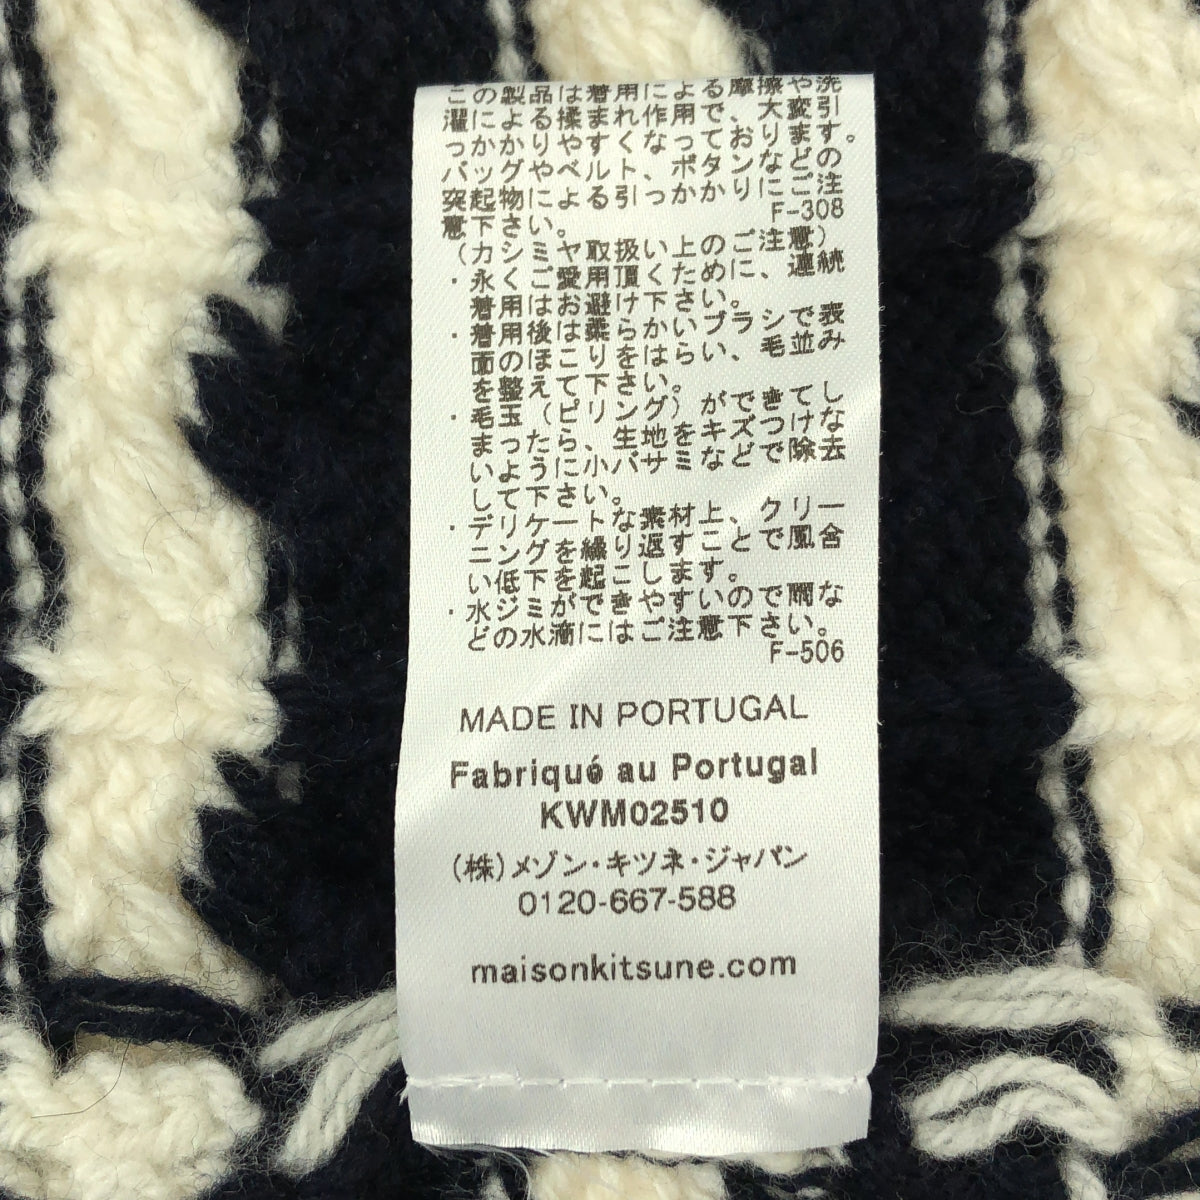 この製品は着用による摩擦や洗
濯による揉まれ作用で、大変引
っかかりやすくなっております。
バッグやベルト、ボタンなどの
突起物による引っかかりにご注
意下さい。
F-308
(カシミヤ取扱い上のご注意)
・永くご愛用頂くために、連続
着用はお避け下さい。
・着用後は柔らかいブラシで表
面のほこりをはらい、毛並み
を整えて下さい。
・毛玉(ピリング)ができてし
まったら、生地をキズつけな
いように小バサミなどで除去
して下さい。
・デリケートな素材上、クリー
ニングを繰り返すことで風合
い低下を起こします。
・水ジミができやすいので雨な
どの水滴にはご注意下さい。
F-506
MADE IN PORTUGAL
Fabriqué au Portugal
KWM02510
(株)メゾン・キツネ・ジャパン
0120-667-588
maisonkitsune.com